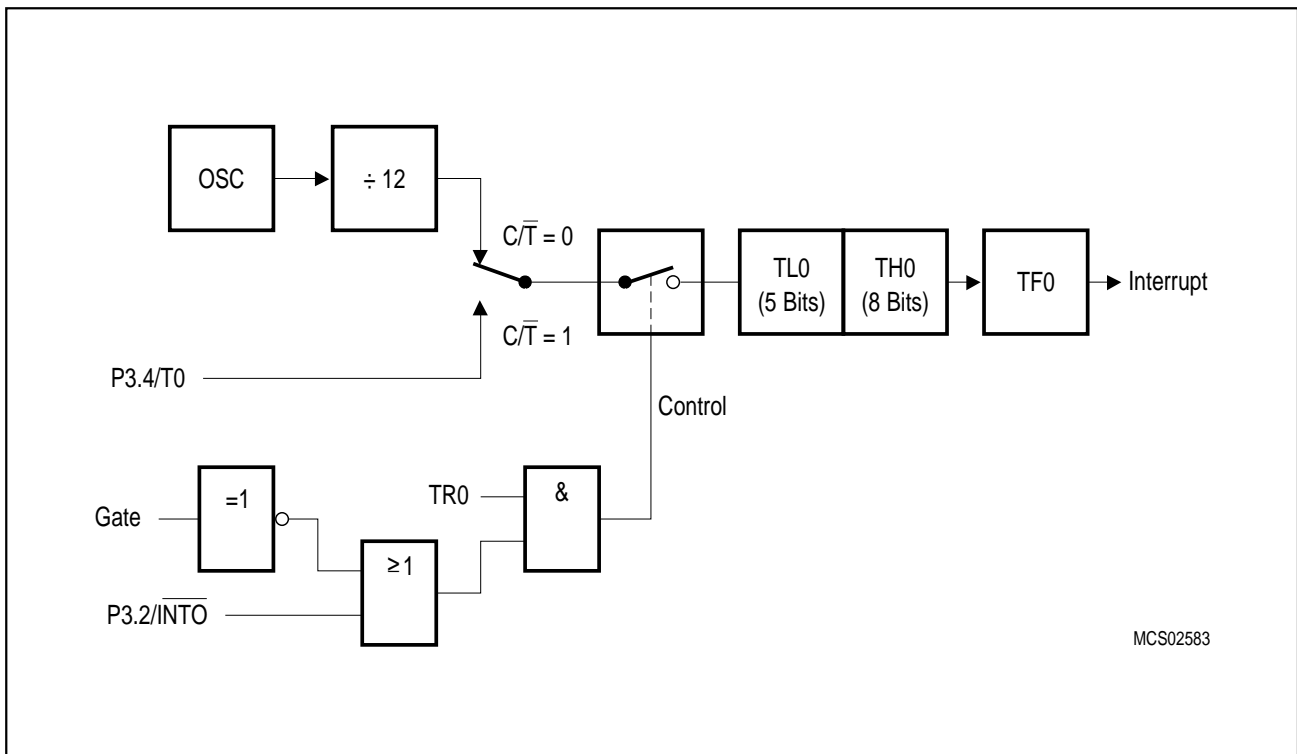 OSC
÷ 12
C/T̅ = 0
C/T̅ = 1
P3.4/T0
TL0
(5 Bits)
TH0
(8 Bits)
TF0
Interrupt
Control
Gate
=1
TR0
&
≥1
P3.2/I̅N̅T̅O̅
MCS02583